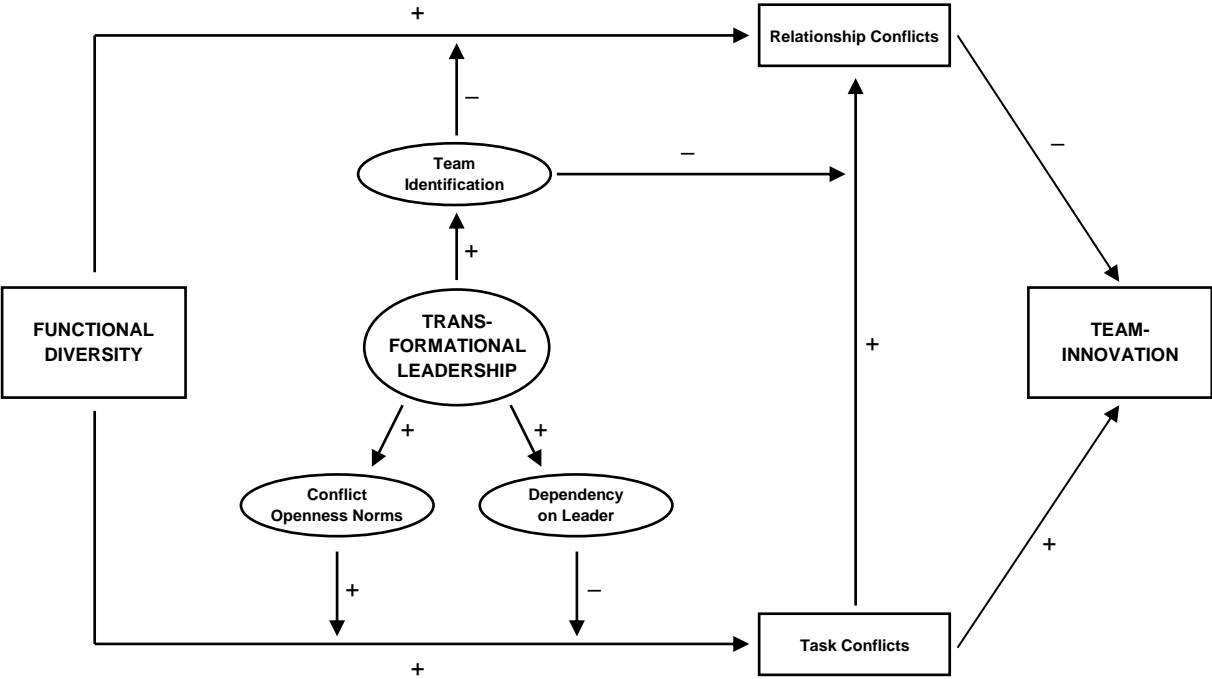 +
Relationship Conflicts
–
Team
Identification
–
–
+
FUNCTIONAL
DIVERSITY
TRANS-
FORMATIONAL
LEADERSHIP
+
TEAM-
INNOVATION
+
+
Conflict
Openness Norms
Dependency
on Leader
+
+
–
Task Conflicts
+